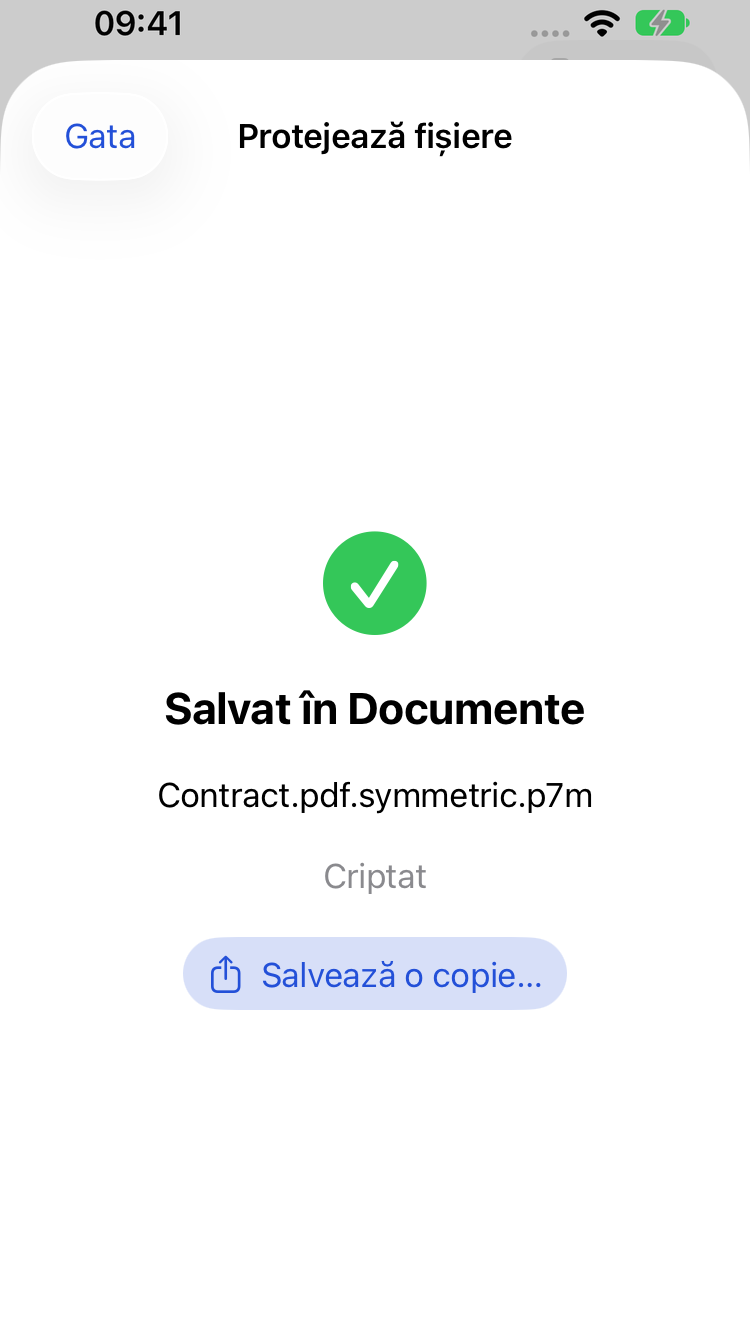 09:41
Gata
Protejează fișiere
Salvat în Documente
Contract.pdf.symmetric.p7m
Criptat
Salvează o copie...